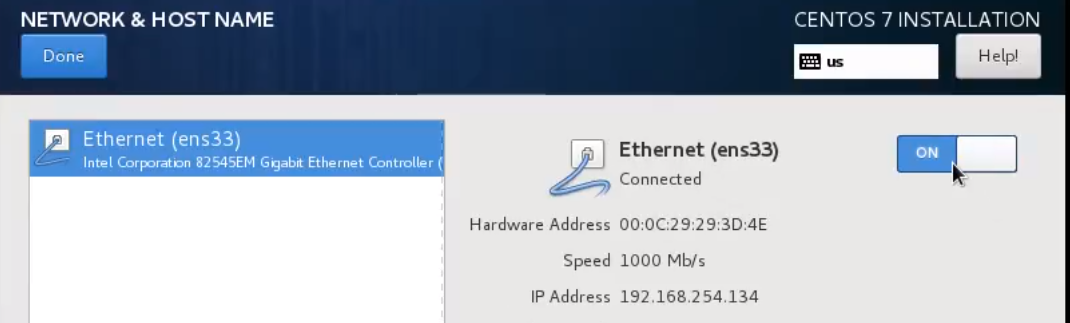 NETWORK & HOST NAME
CENTOS 7 INSTALLATION
Done
us
Help!
Ethernet (ens33)
Intel Corporation 82545EM Gigabit Ethernet Controller (
Ethernet (ens33)
Connected
ON
Hardware Address 00:0C:29:29:3D:4E
Speed 1000 Mb/s
IP Address 192.168.254.134